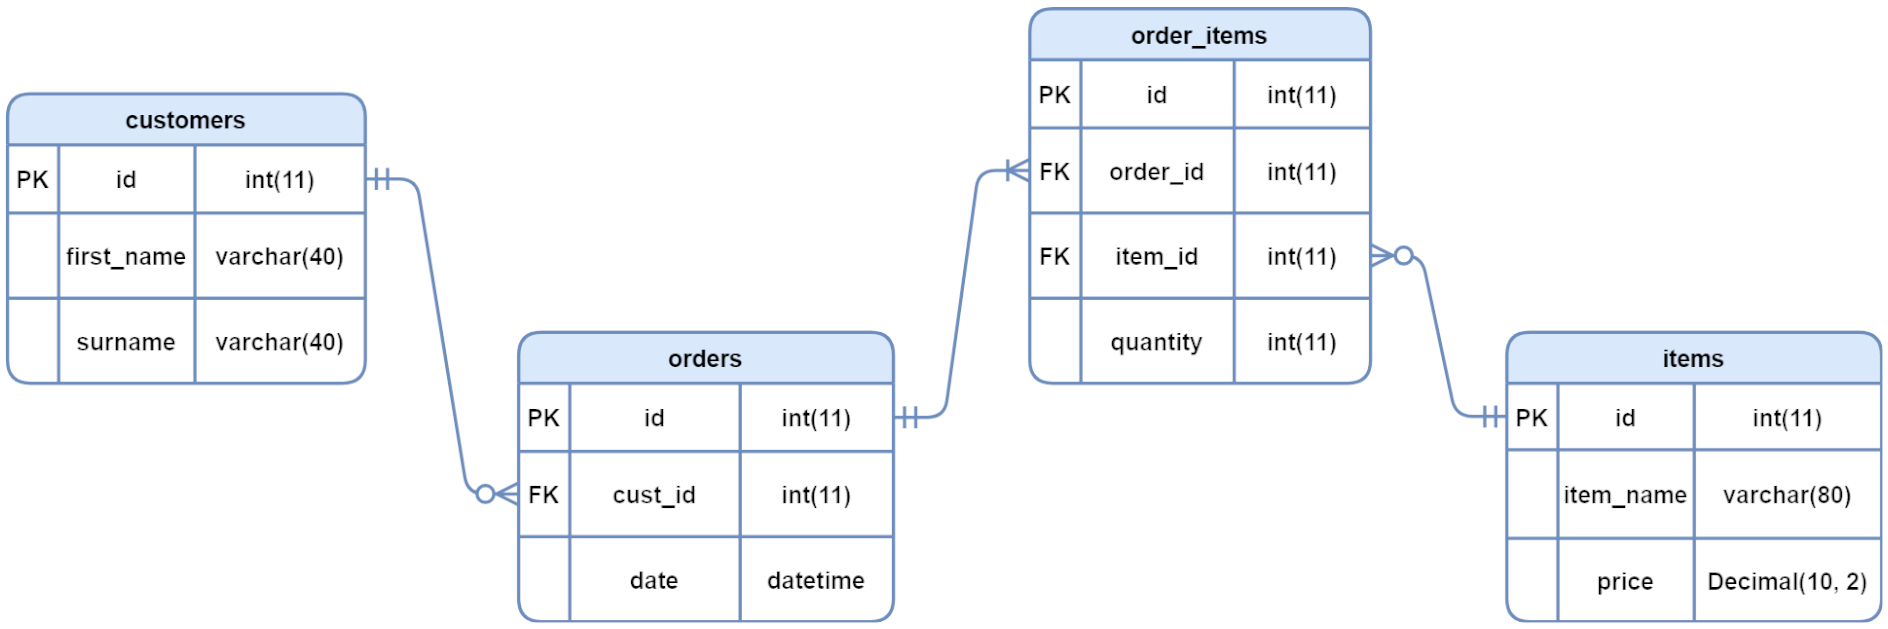 customers
PK id int(11)
first_name varchar(40)
surname varchar(40)
orders
PK id int(11)
FK cust_id int(11)
date datetime
order_items
PK id int(11)
FK order_id int(11)
FK item_id int(11)
quantity int(11)
items
PK id int(11)
item_name varchar(80)
price Decimal(10, 2)